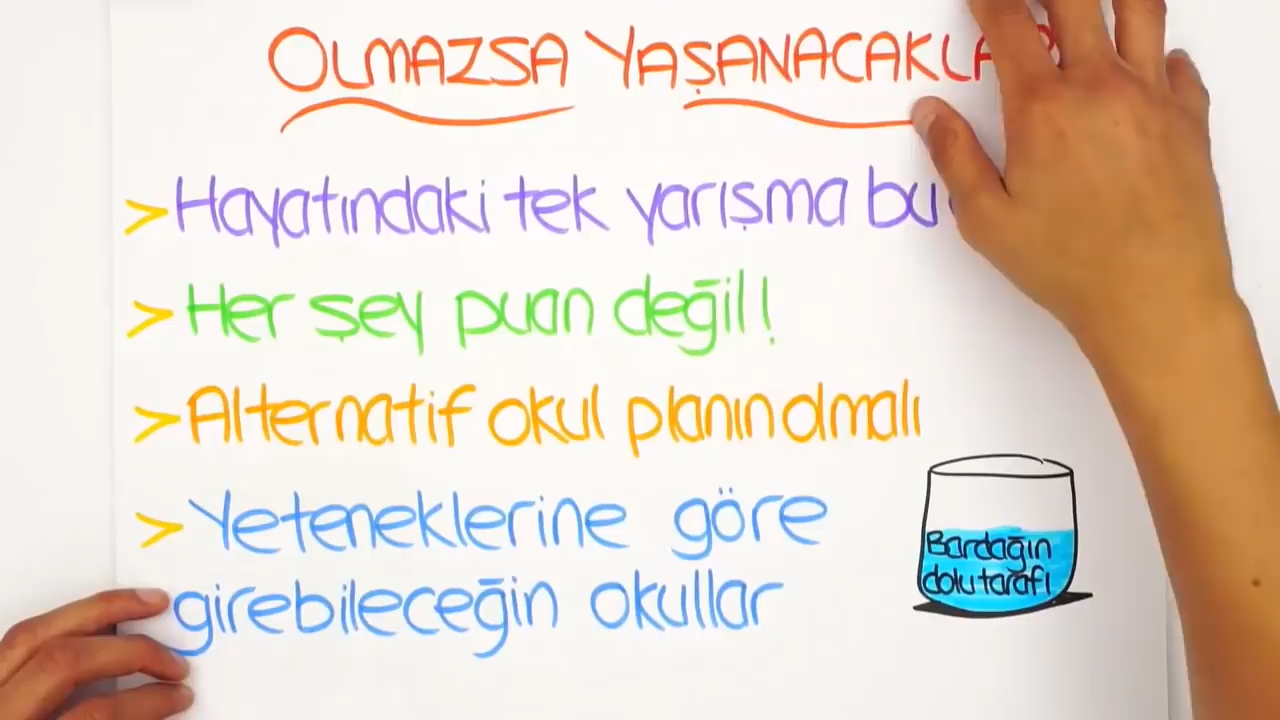 OLMAZSA YAŞANACAKLA
> Hayatındaki tek yarışma bu
> Her şey puan değil!
> Alternatif okul planın olmalı
> Yeteneklerine göre
girebileceğin okullar
Bardağın
dolu tarafı